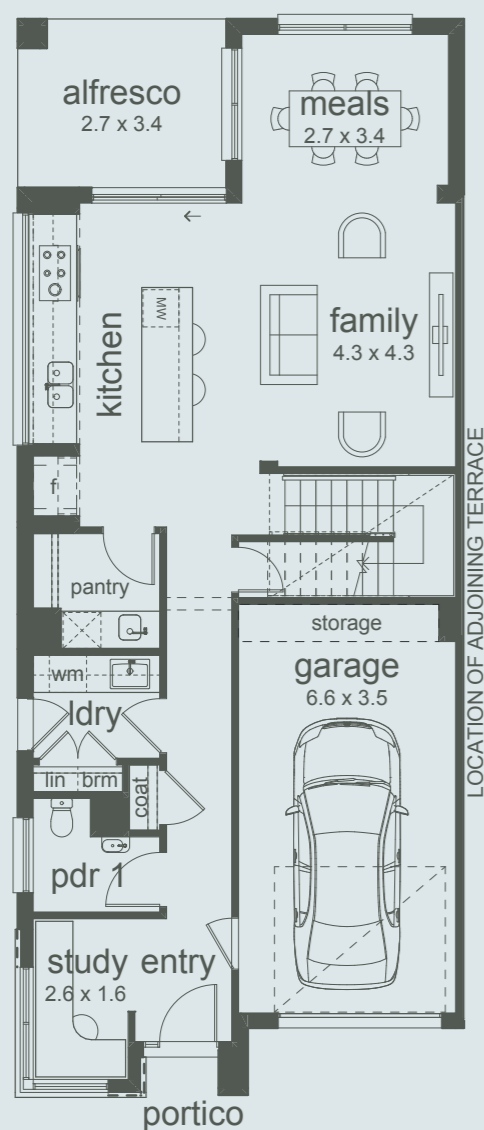 alfresco
2.7 x 3.4
meals
2.7 x 3.4
MW
kitchen
family
4.3 x 4.3
f
pantry
storage
garage
6.6 x 3.5
wm
ldry
lin brm
coat
pdr 1
study entry
2.6 x 1.6
portico
LOCATION OF ADJOINING TERRACE